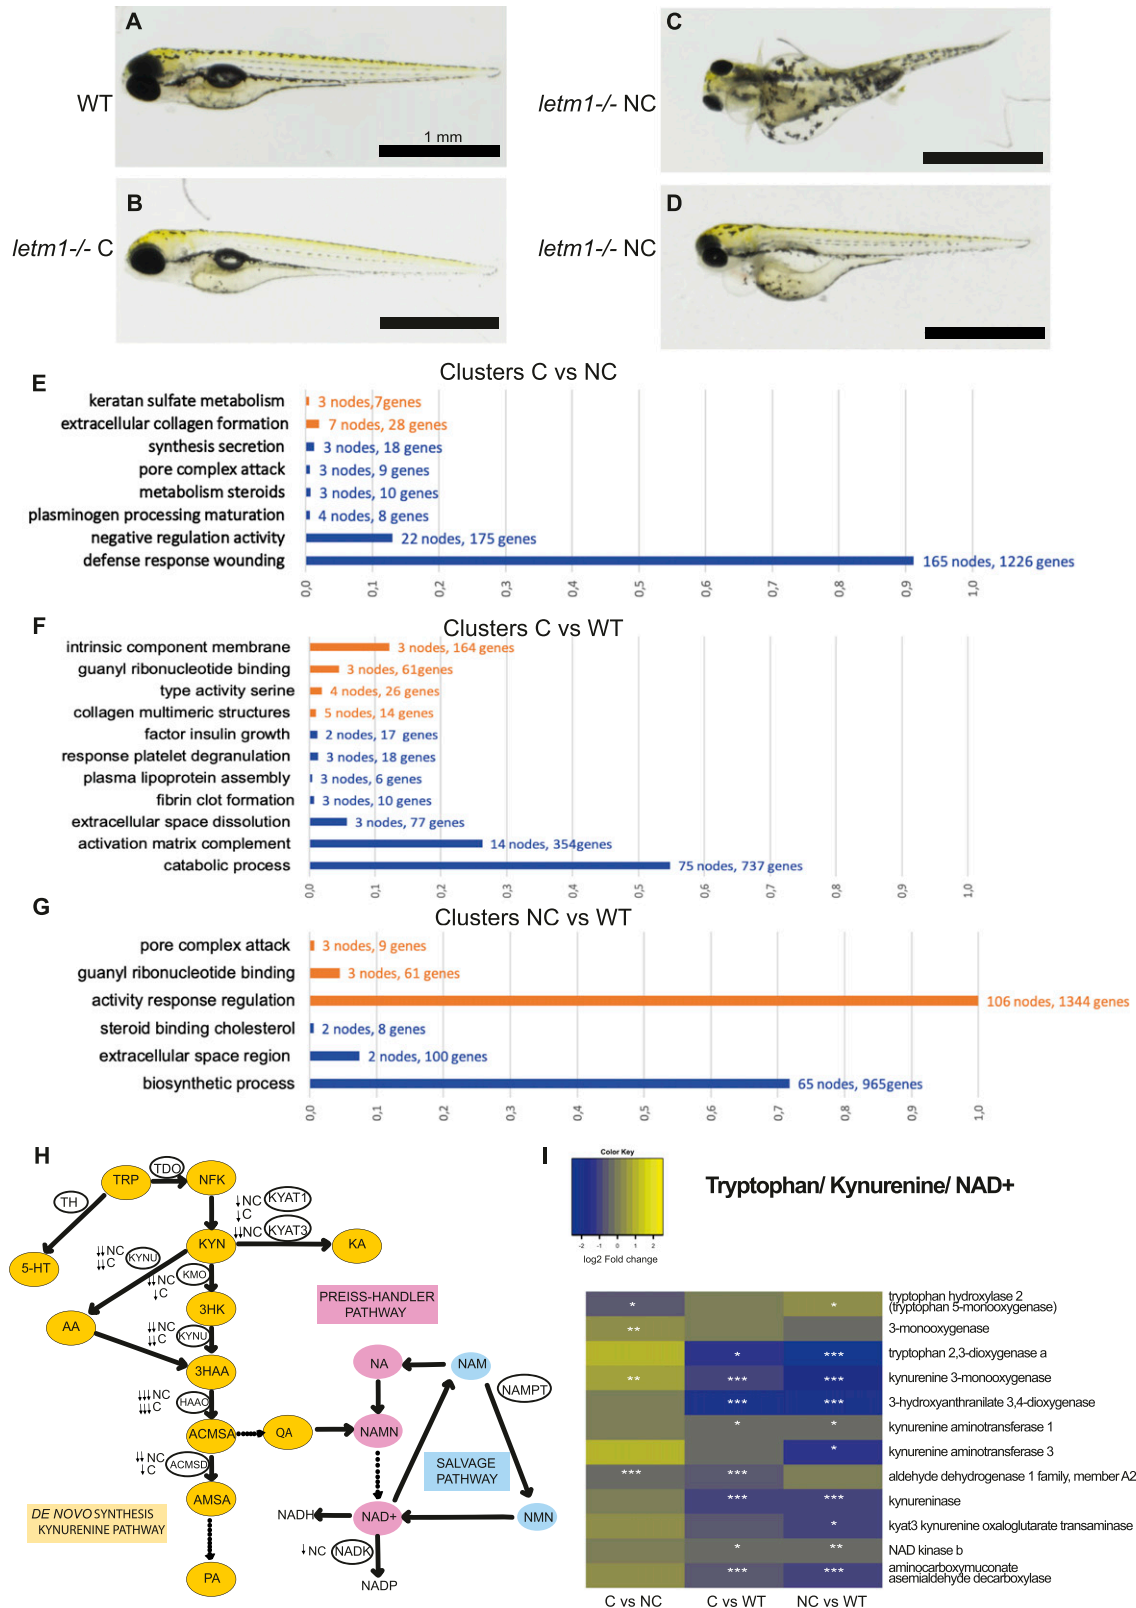 A
WT
1 mm
B
letm1-/- C
C
letm1-/- NC
D
letm1-/- NC
E
Clusters C vs NC
keratan sulfate metabolism
3 nodes,7genes
extracellular collagen formation
7 nodes, 28 genes
synthesis secretion
3 nodes, 18 genes
pore complex attack
3 nodes, 9 genes
metabolism steroids
3 nodes, 10 genes
plasminogen processing maturation
4 nodes, 8 genes
negative regulation activity
22 nodes, 175 genes
defense response wounding
165 nodes, 1226 genes
0,0 0,1 0,2 0,3 0,4 0,5 0,6 0,7 0,8 0,9 1,0
F
Clusters C vs WT
intrinsic component membrane
3 nodes, 164 genes
guanyl ribonucleotide binding
3 nodes, 61genes
type activity serine
4 nodes, 26 genes
collagen multimeric structures
5 nodes, 14 genes
factor insulin growth
2 nodes, 17 genes
response platelet degranulation
3 nodes, 18 genes
plasma lipoprotein assembly
3 nodes, 6 genes
fibrin clot formation
3 nodes, 10 genes
extracellular space dissolution
3 nodes, 77 genes
activation matrix complement
14 nodes, 354genes
catabolic process
75 nodes, 737 genes
0,0 0,1 0,2 0,3 0,4 0,5 0,6 0,7 0,8 0,9 1,0
G
Clusters NC vs WT
pore complex attack
3 nodes, 9 genes
guanyl ribonucleotide binding
3 nodes, 61 genes
activity response regulation
106 nodes, 1344 genes
steroid binding cholesterol
2 nodes, 8 genes
extracellular space region
2 nodes, 100 genes
biosynthetic process
65 nodes, 965genes
0,0 0,1 0,2 0,3 0,4 0,5 0,6 0,7 0,8 0,9 1,0
H
TRP
TDO
NFK
TH
↓NC
↓C
KYAT1
↓↓NC
KYAT3
5-HT
KYN
KA
↓↓NC
↓↓C
KYNU
↓↓NC
↓C
KMO
AA
3HK
↓↓NC
↓↓C
KYNU
3HAA
↓↓↓NC
↓↓↓C
HAAO
ACMSA
QA
↓↓NC
↓C
ACMSD
AMSA
PA
DE NOVO SYNTHESIS
KYNURENINE PATHWAY
PREISS-HANDLER
PATHWAY
NA
NAM
NAMPT
NAMN
SALVAGE
PATHWAY
NADH
NAD+
NMN
↓NC
NADK
NADP
I
Color Key
-2 -1 0 1 2
log2 Fold change
Tryptophan/ Kynurenine/ NAD+
* * tryptophan hydroxylase 2
(tryptophan 5-monooxygenase)
** 3-monooxygenase
* *** tryptophan 2,3-dioxygenase a
** *** *** kynurenine 3-monooxygenase
*** *** 3-hydroxyanthranilate 3,4-dioxygenase
* * kynurenine aminotransferase 1
* kynurenine aminotransferase 3
*** *** aldehyde dehydrogenase 1 family, member A2
*** *** kynureninase
* kyat3 kynurenine oxaloglutarate transaminase
* ** NAD kinase b
*** *** aminocarboxymuconate
asemialdehyde decarboxylase
C vs NC
C vs WT
NC vs WT